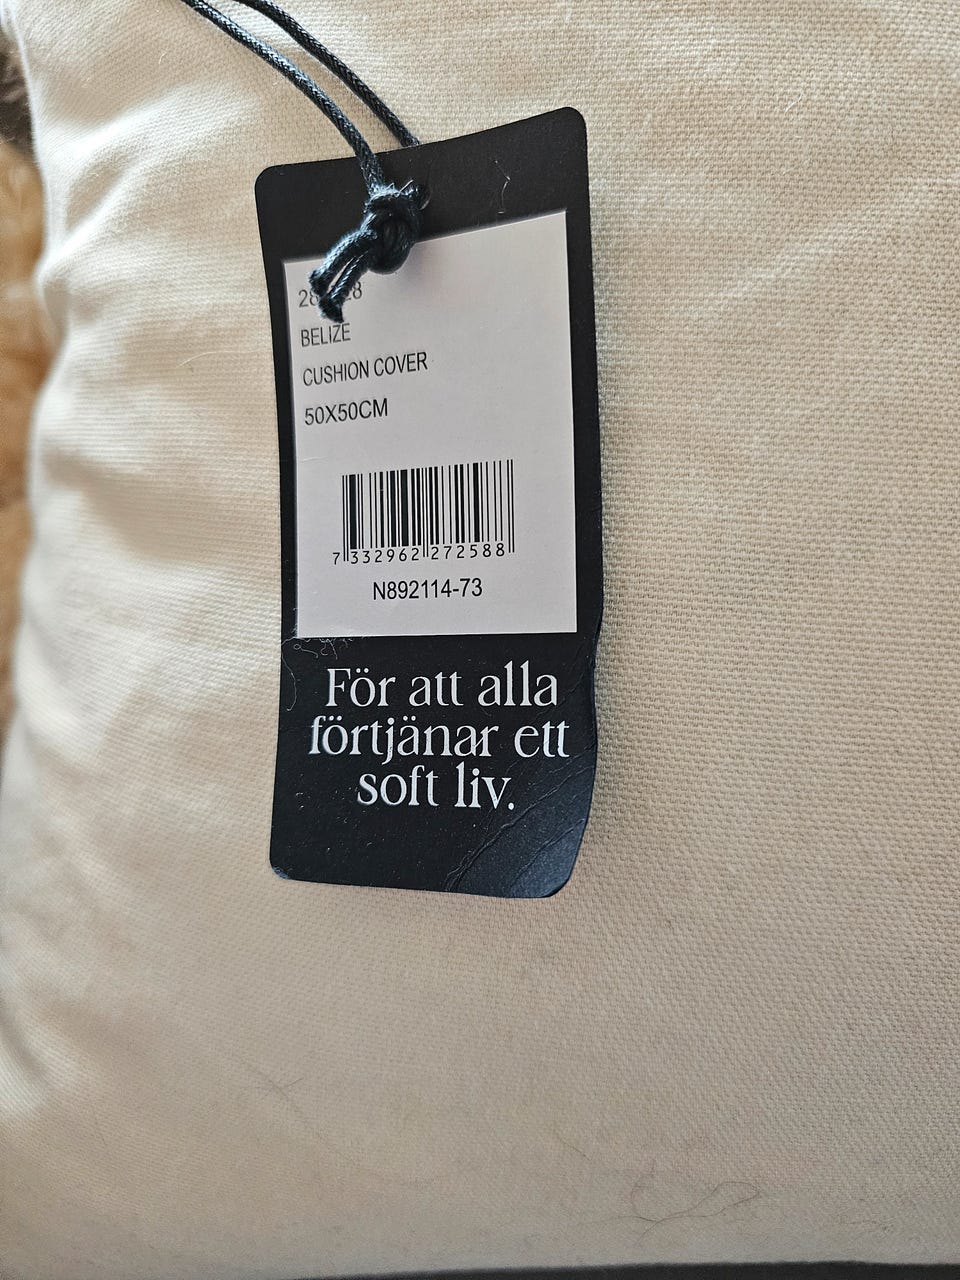 BELIZE
CUSHION COVER
50X50CM
7 332962 272588
N892114-73
För att alla
förtjänar ett
soft liv.